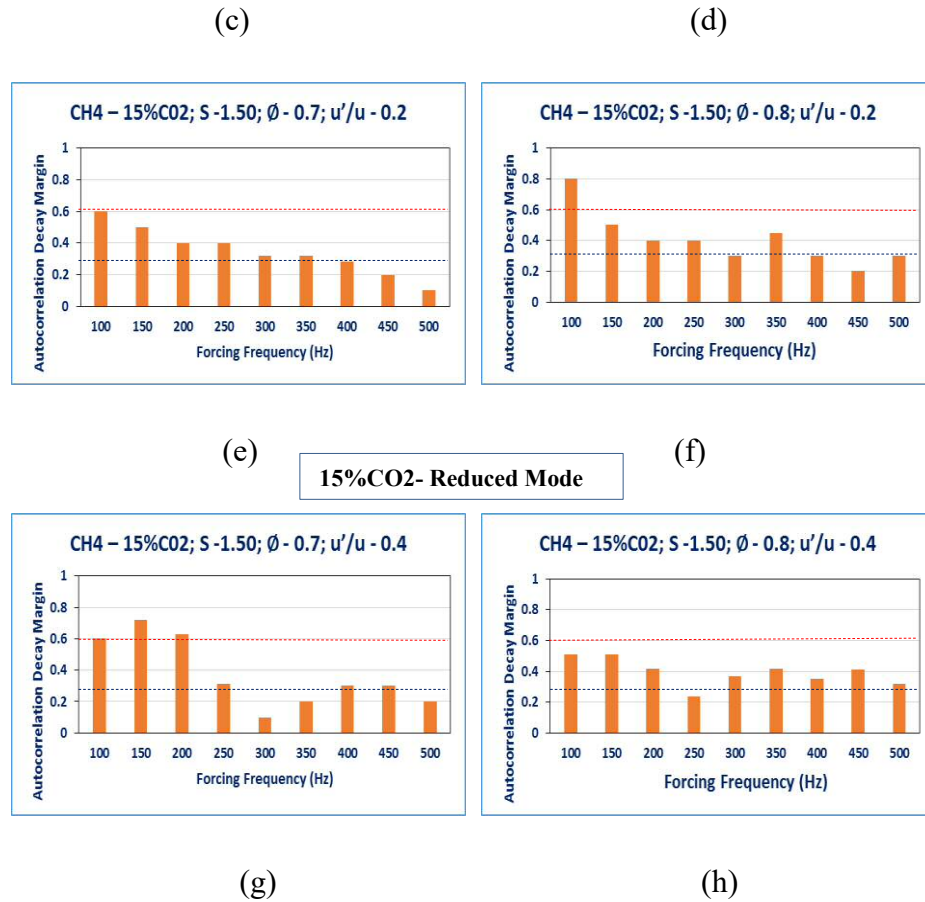 (c)
(d)
CH4 – 15%C02; S -1.50; Ø - 0.7; u'/u - 0.2
Autocorrelation Decay Margin
1
0.8
0.6
0.4
0.2
0
100 150 200 250 300 350 400 450 500
Forcing Frequency (Hz)
CH4 – 15%C02; S -1.50; Ø - 0.8; u'/u - 0.2
Autocorrelation Decay Margin
1
0.8
0.6
0.4
0.2
0
100 150 200 250 300 350 400 450 500
Forcing Frequency (Hz)
(e)
(f)
15%CO2- Reduced Mode
CH4 – 15%C02; S -1.50; Ø - 0.7; u'/u - 0.4
Autocorrelation Decay Margin
1
0.8
0.6
0.4
0.2
0
100 150 200 250 300 350 400 450 500
Forcing Frequency (Hz)
CH4 – 15%C02; S -1.50; Ø - 0.8; u'/u - 0.4
Autocorrelation Decay Margin
1
0.8
0.6
0.4
0.2
0
100 150 200 250 300 350 400 450 500
Forcing Frequency (Hz)
(g)
(h)